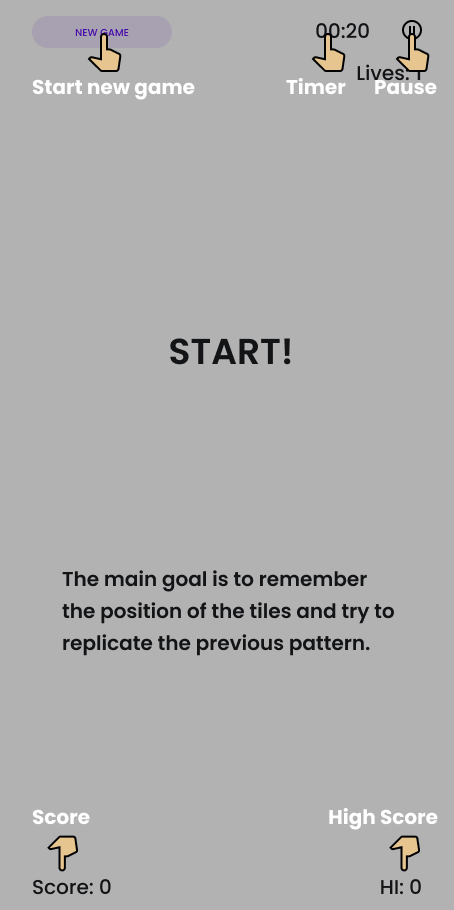 NEW GAME
00:20
Lives: 1
Start new game
Timer
Pause
START!
The main goal is to remember
the position of the tiles and try to
replicate the previous pattern.
Score
High Score
Score: 0
HI: 0